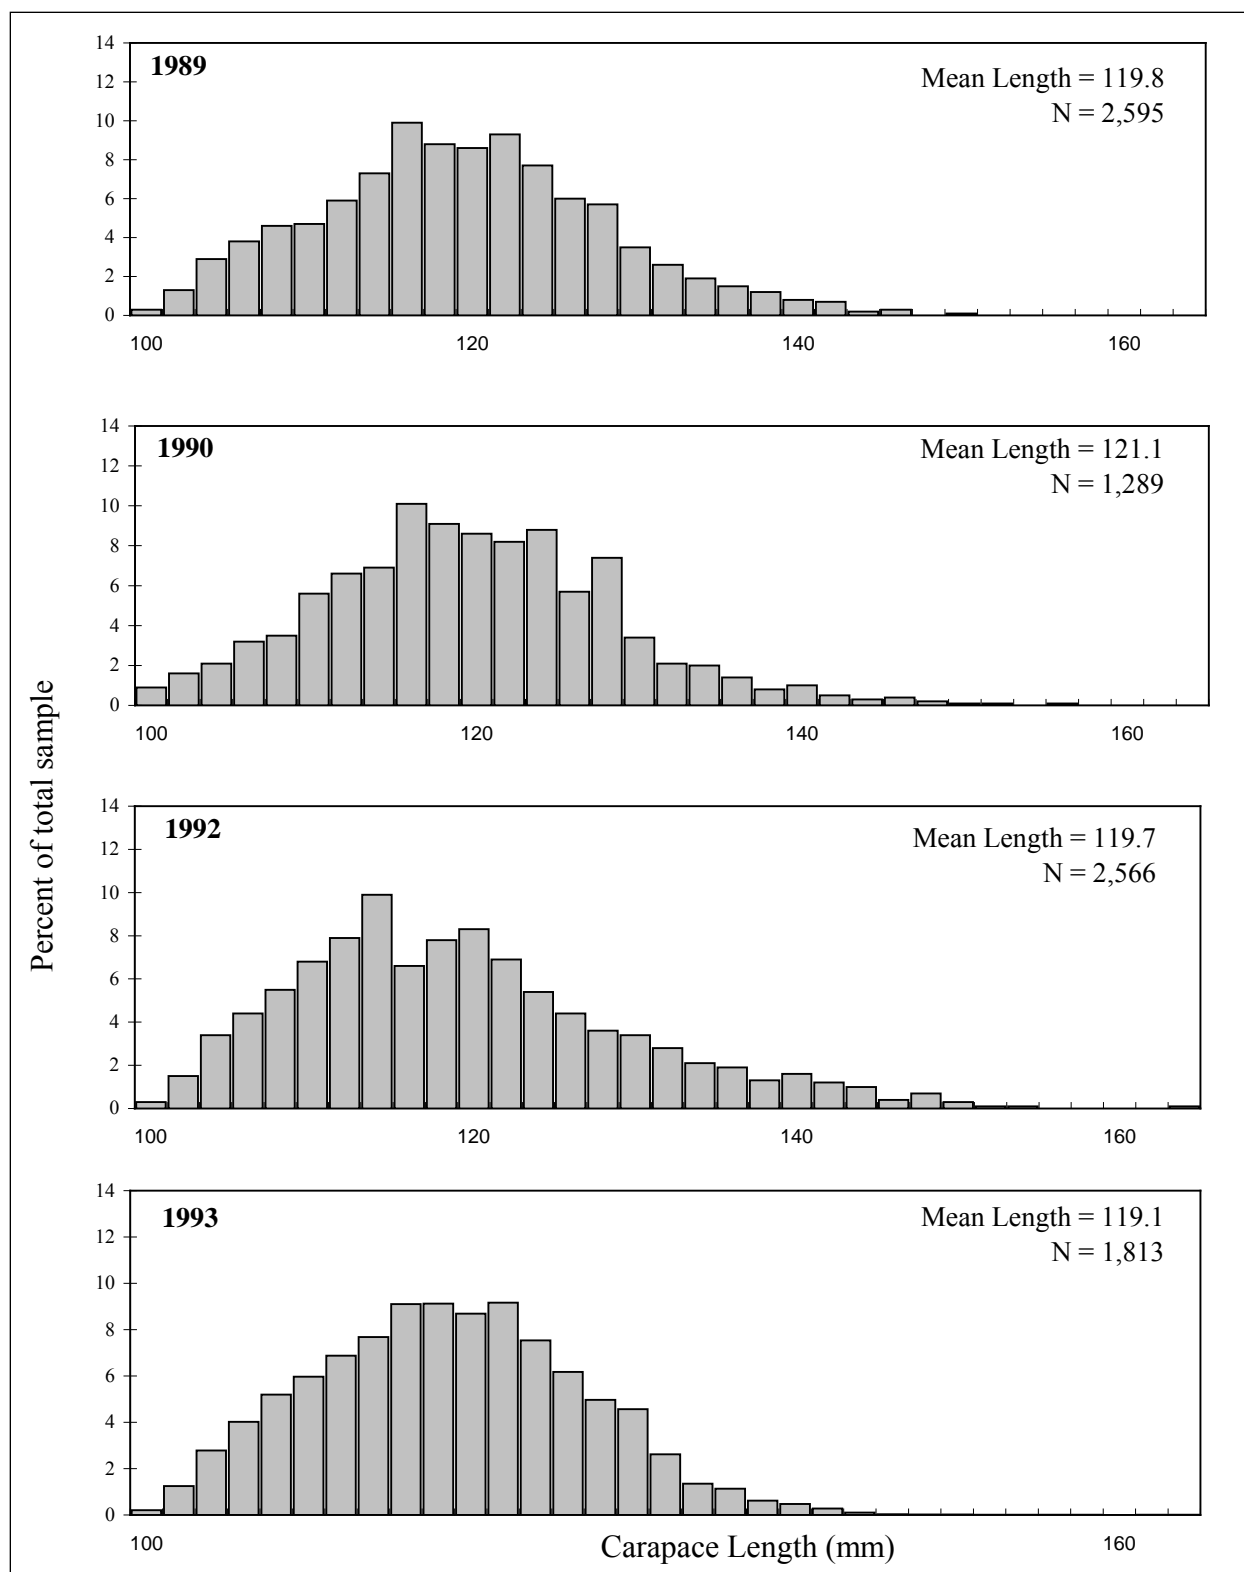 14
1989
Mean Length = 119.8
12
N = 2,595
10
8
6
4
2
0
100 120 140 160
14
1990
Mean Length = 121.1
12
N = 1,289
10
8
6
4
2
0
100 120 140 160
Percent of total sample
14
1992
Mean Length = 119.7
12
N = 2,566
10
8
6
4
2
0
100 120 140 160
14
1993
Mean Length = 119.1
12
N = 1,813
10
8
6
4
2
0
100 160
Carapace Length (mm)